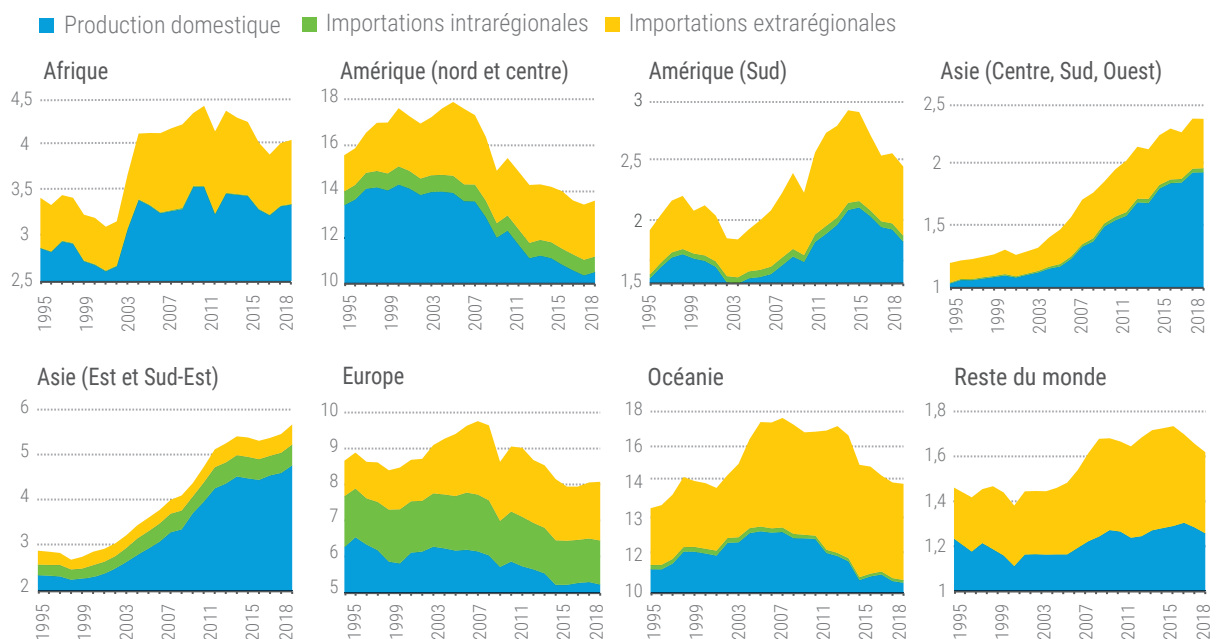 Production domestique Importations intrarégionales Importations extrarégionales
Afrique
4,5
4
3,5
3
2,5
1995 1999 2003 2007 2011 2015 2018
Amérique (nord et centre)
18
16
14
12
10
1995 1999 2003 2007 2011 2015 2018
Amérique (Sud)
3
2,5
2
1,5
1995 1999 2003 2007 2011 2015 2018
Asie (Centre, Sud, Ouest)
2,5
2
1,5
1
1995 1999 2003 2007 2011 2015 2018
Asie (Est et Sud-Est)
6
5
4
3
2
1995 1999 2003 2007 2011 2015 2018
Europe
10
9
8
7
6
5
1995 1999 2003 2007 2011 2015 2018
Océanie
18
16
14
13
12
10
1995 1999 2003 2007 2011 2015 2018
Reste du monde
1,8
1,6
1,4
1,2
1
1995 1999 2003 2007 2011 2015 2018